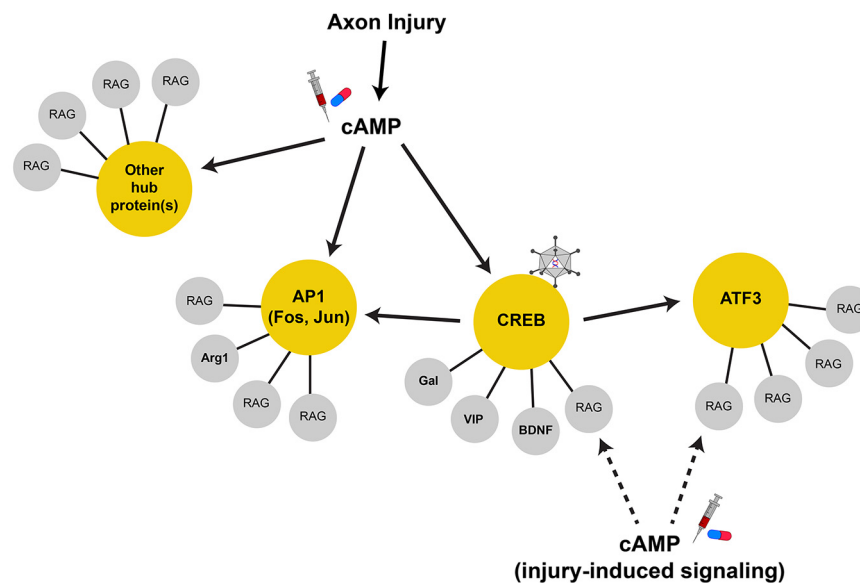 Axon Injury
cAMP
RAG
RAG
RAG
RAG
Other
hub
protein(s)
AP1
(Fos, Jun)
RAG
Arg1
RAG
RAG
CREB
Gal
VIP
BDNF
RAG
ATF3
RAG
RAG
RAG
RAG
cAMP
(injury-induced signaling)